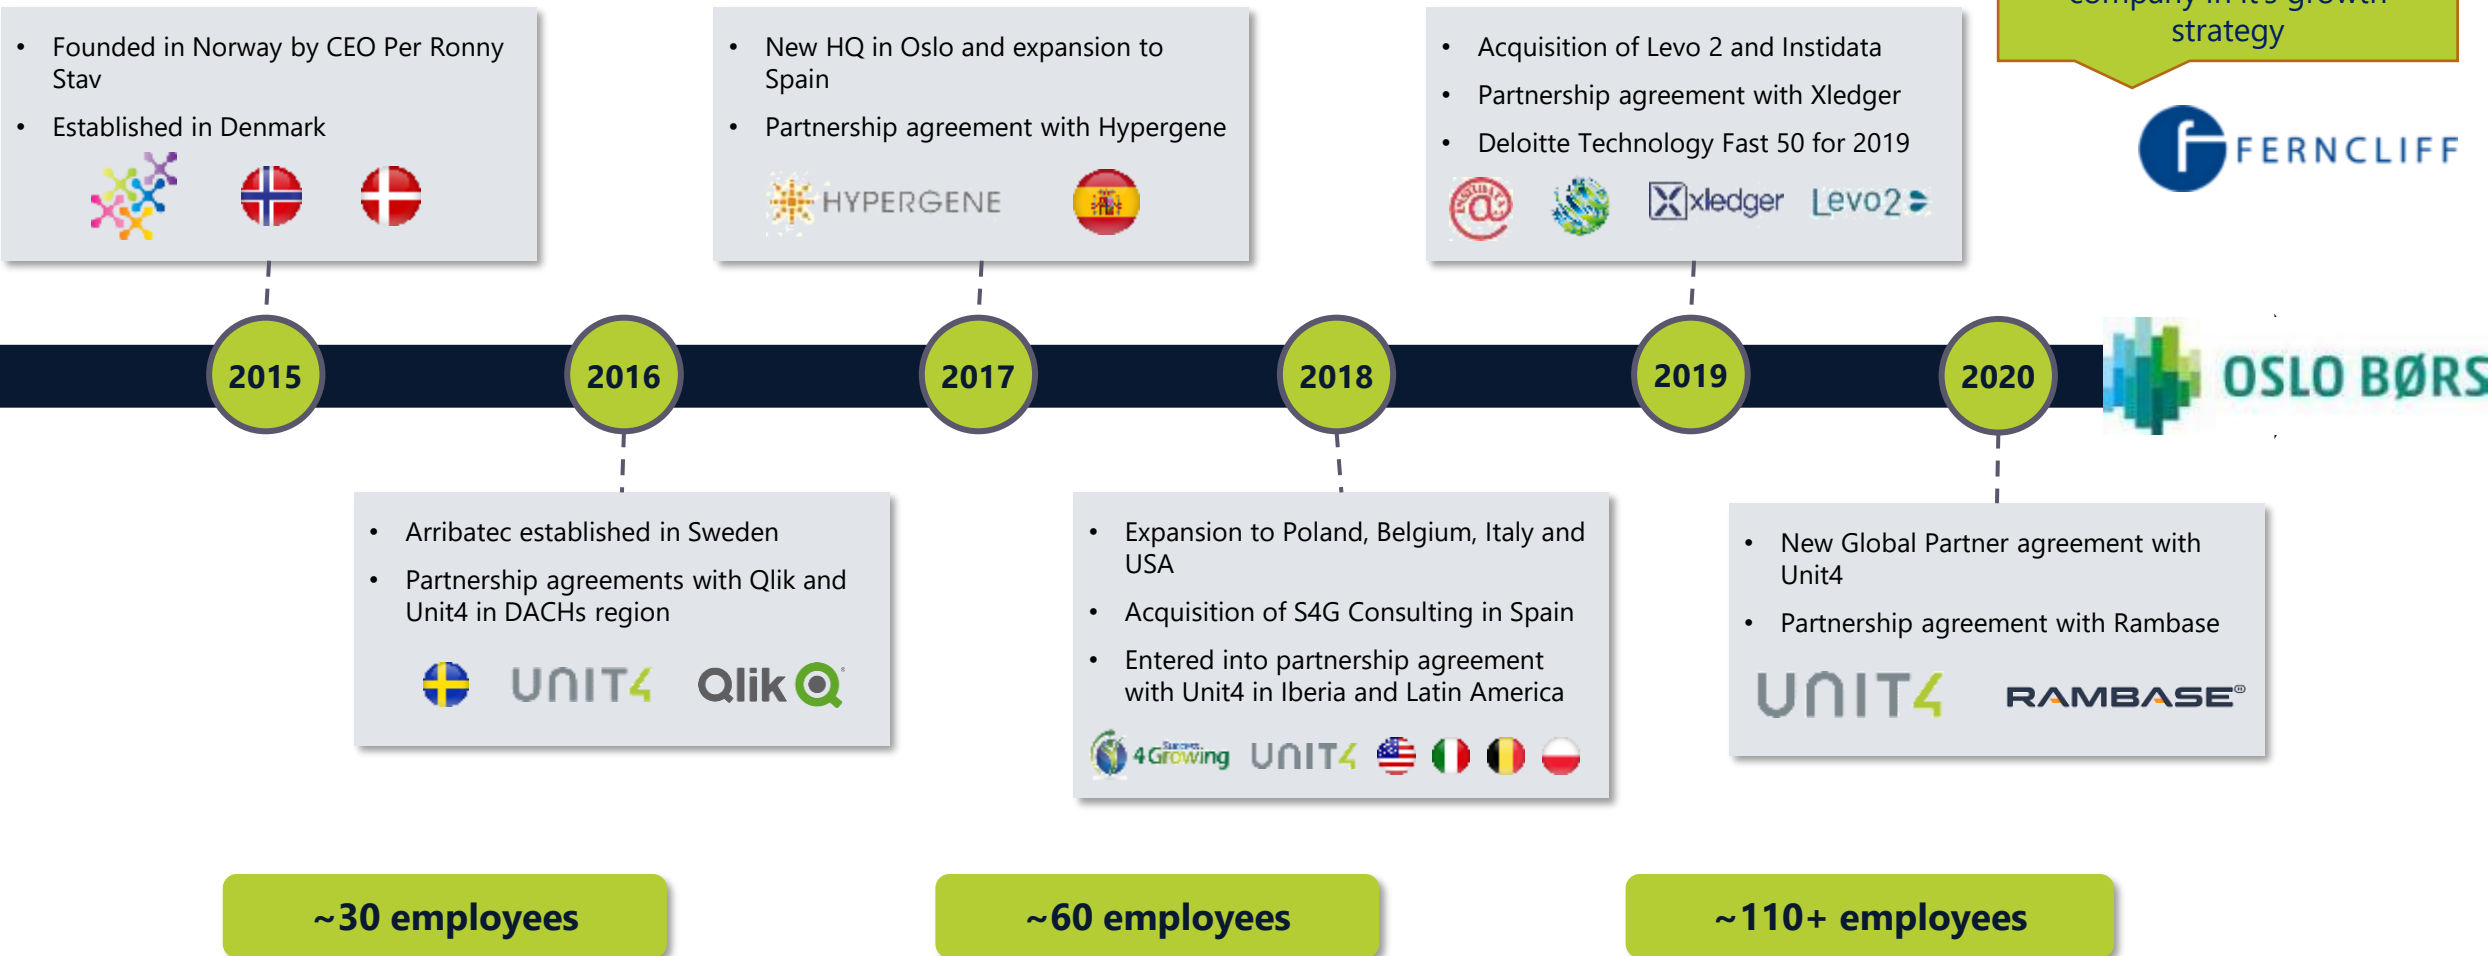 company in it's growth
strategy
• Founded in Norway by CEO Per Ronny
Stav
• Established in Denmark
• New HQ in Oslo and expansion to
Spain
• Partnership agreement with Hypergene
HYPERGENE
• Acquisition of Levo 2 and Instidata
• Partnership agreement with Xledger
• Deloitte Technology Fast 50 for 2019
xledger
Levo2
FERNCLIFF
2015
2016
2017
2018
2019
2020
OSLO BØRS
• Arribatec established in Sweden
• Partnership agreements with Qlik and
Unit4 in DACHs region
UNIT4
Qlik
• Expansion to Poland, Belgium, Italy and
USA
• Acquisition of S4G Consulting in Spain
• Entered into partnership agreement
with Unit4 in Iberia and Latin America
Success
4Growing
UNIT4
• New Global Partner agreement with
Unit4
• Partnership agreement with Rambase
UNIT4
RAMBASE®
~30 employees
~60 employees
~110+ employees